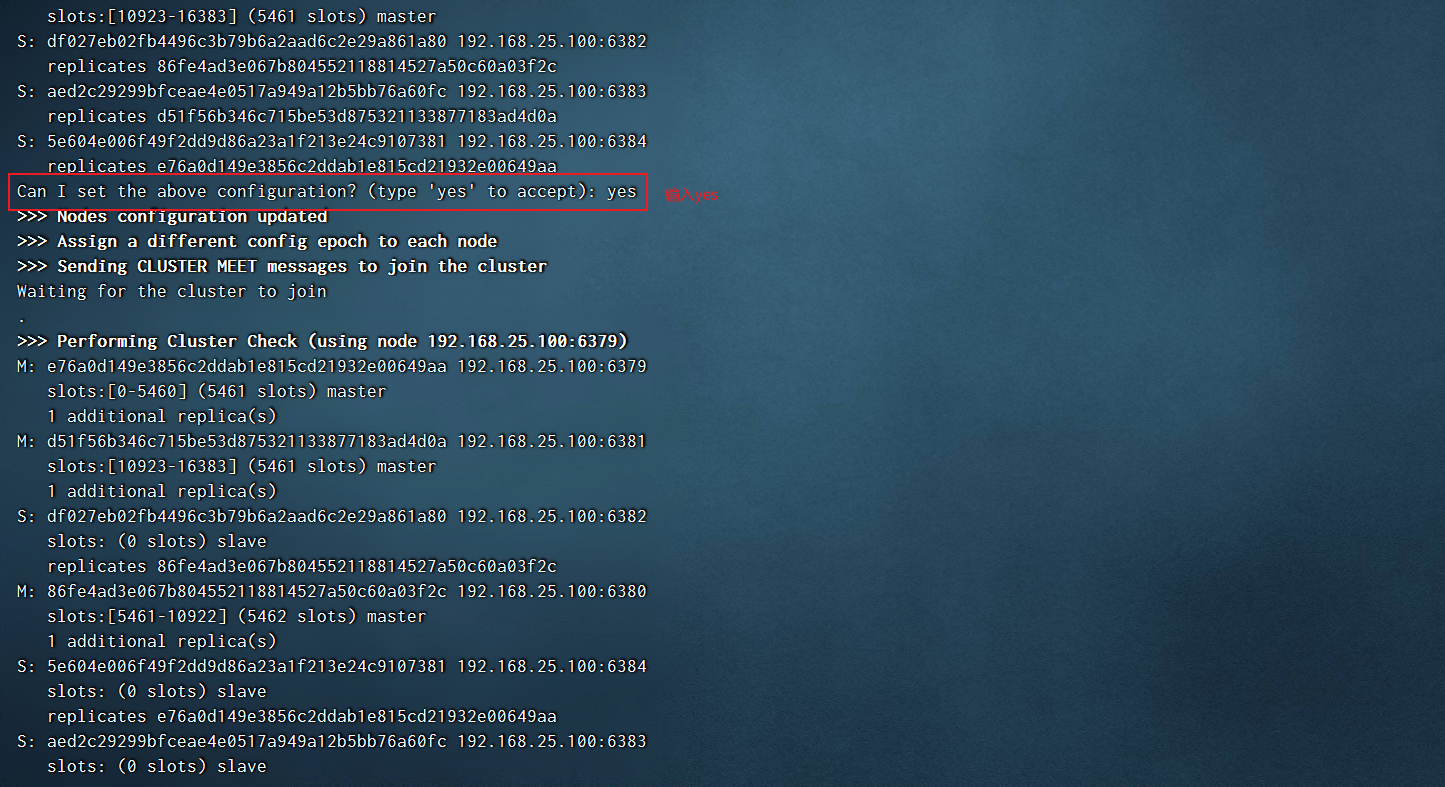 slots:[10923-16383] (5461 slots) master
S: df027eb02fb4496c3b79b6a2aad6c2e29a861a80 192.168.25.100:6382
replicates 86fe4ad3e067b804552118814527a50c60a03f2c
S: aed2c29299bfceae4e0517a949a12b5bb76a60fc 192.168.25.100:6383
replicates d51f56b346c715be53d875321133877183ad4d0a
S: 5e604e006f49f2dd9d86a23a1f213e24c9107381 192.168.25.100:6384
replicates e76a0d149e3856c2ddab1e815cd21932e00649aa
Can I set the above configuration? (type 'yes' to accept): yes 输入yes
>>> Nodes configuration updated
>>> Assign a different config epoch to each node
>>> Sending CLUSTER MEET messages to join the cluster
Waiting for the cluster to join
.
>>> Performing Cluster Check (using node 192.168.25.100:6379)
M: e76a0d149e3856c2ddab1e815cd21932e00649aa 192.168.25.100:6379
slots:[0-5460] (5461 slots) master
1 additional replica(s)
M: d51f56b346c715be53d875321133877183ad4d0a 192.168.25.100:6381
slots:[10923-16383] (5461 slots) master
1 additional replica(s)
S: df027eb02fb4496c3b79b6a2aad6c2e29a861a80 192.168.25.100:6382
slots: (0 slots) slave
replicates 86fe4ad3e067b804552118814527a50c60a03f2c
M: 86fe4ad3e067b804552118814527a50c60a03f2c 192.168.25.100:6380
slots:[5461-10922] (5462 slots) master
1 additional replica(s)
S: 5e604e006f49f2dd9d86a23a1f213e24c9107381 192.168.25.100:6384
slots: (0 slots) slave
replicates e76a0d149e3856c2ddab1e815cd21932e00649aa
S: aed2c29299bfceae4e0517a949a12b5bb76a60fc 192.168.25.100:6383
slots: (0 slots) slave